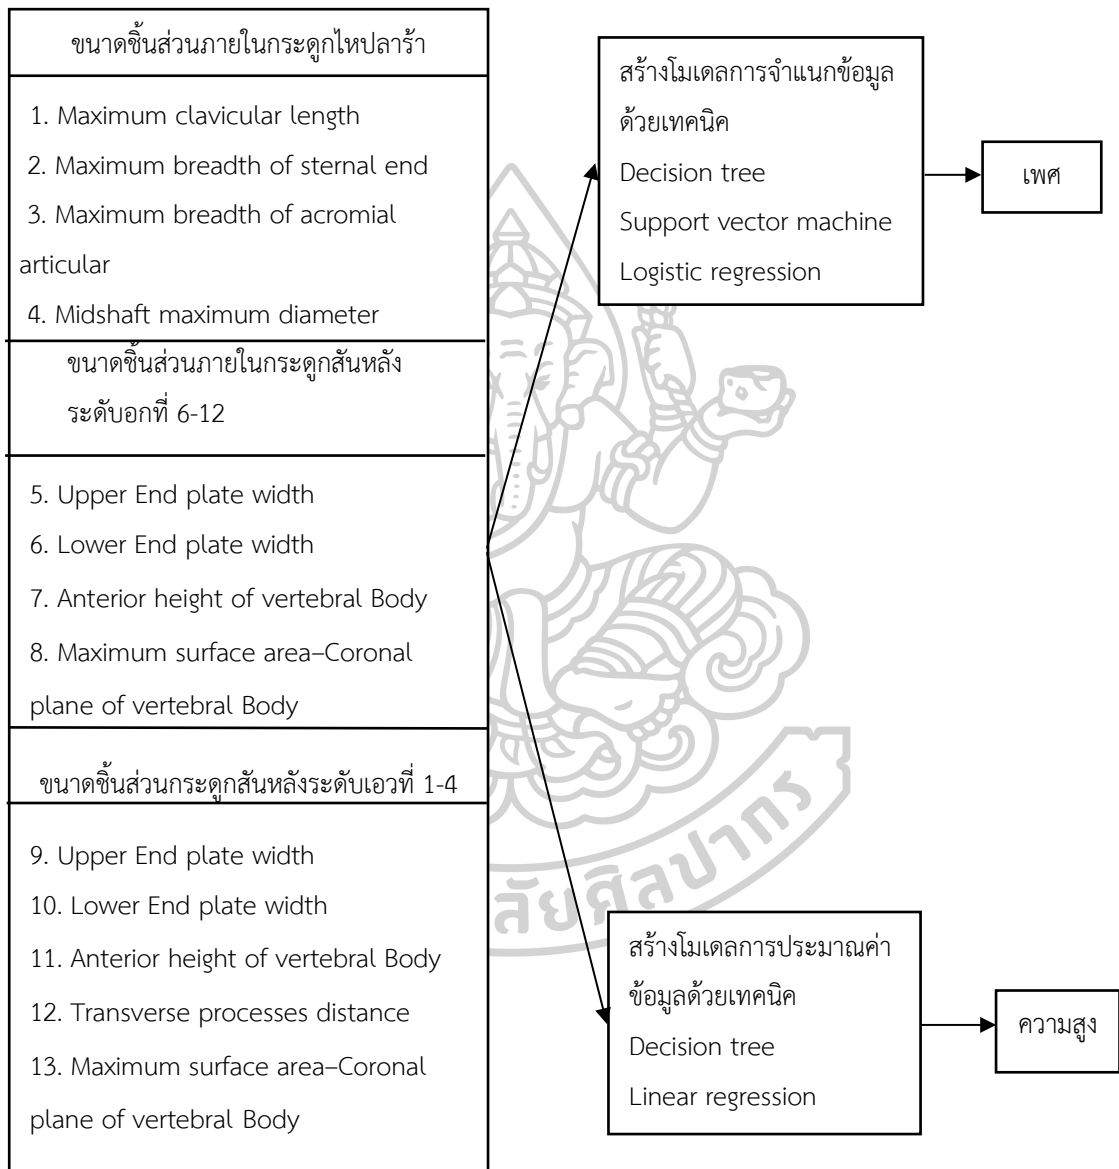 ขนาดชิ้นส่วนภายในกระดูกไหปลาร้า
1. Maximum clavicular length
2. Maximum breadth of sternal end
3. Maximum breadth of acromial
articular
4. Midshaft maximum diameter
ขนาดชิ้นส่วนภายในกระดูกสันหลัง
ระดับอกที่ 6-12
5. Upper End plate width
6. Lower End plate width
7. Anterior height of vertebral Body
8. Maximum surface area–Coronal
plane of vertebral Body
ขนาดชิ้นส่วนกระดูกสันหลังระดับเอวที่ 1-4
9. Upper End plate width
10. Lower End plate width
11. Anterior height of vertebral Body
12. Transverse processes distance
13. Maximum surface area–Coronal
plane of vertebral Body
สร้างโมเดลการจำแนกข้อมูล
ด้วยเทคนิค
Decision tree
Support vector machine
Logistic regression
เพศ
สร้างโมเดลการประมาณค่า
ข้อมูลด้วยเทคนิค
Decision tree
Linear regression
ความสูง
ลัยศิลปากร